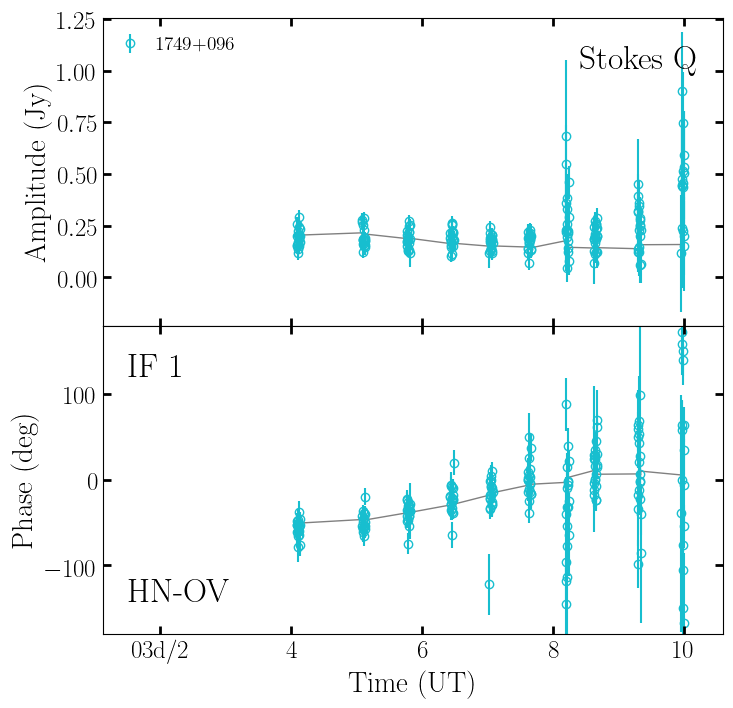 1.25
1749+096
Stokes Q
1.00
0.75
0.50
0.25
0.00
Amplitude (Jy)
IF 1
100
0
−100
Phase (deg)
HN-OV
03d/2 4 6 8 10
Time (UT)